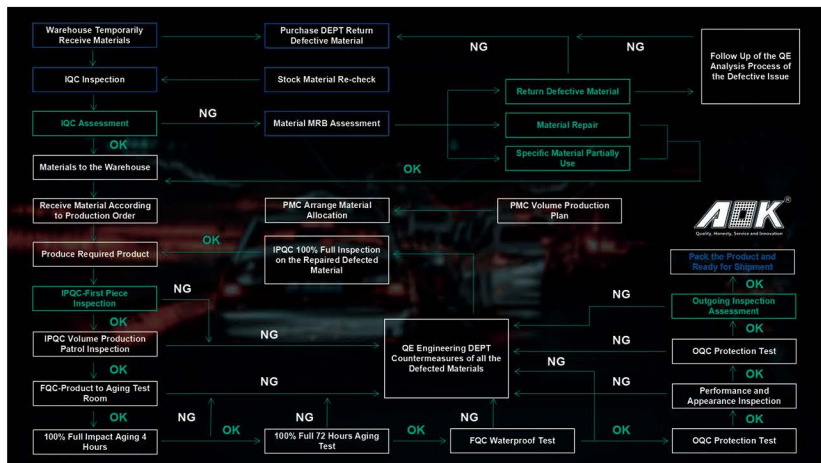 Warehouse Temporarily
Receive Materials
Purchase DEPT Return
Defective Material
NG
NG
Follow Up of the QE
Analysis Process of
the Defective Issue
IQC Inspection
Stock Material Re-check
Return Defective Material
NG
IQC Assessment
Material MRB Assessment
Material Repair
OK
Specific Material Partially
Use
Materials to the Warehouse
OK
Receive Material According
to Production Order
PMC Arrange Material
Allocation
PMC Volume Production
Plan
AOK®
Quality, Honesty, Service and Innovation
OK
Produce Required Product
IPQC 100% Full Inspection
on the Repaired Defected
Material
Pack the Product and
Ready for Shipment
NG
OK
IPQC-First Piece
Inspection
NG
Outgoing Inspection
Assessment
OK
NG
OK
IPQC Volume Production
Patrol Inspection
QE Engineering DEPT
Countermeasures of all the
Defected Materials
NG
OQC Protection Test
OK
NG
OK
FQC-Product to Aging Test
Room
NG
Performance and
Appearance Inspection
OK
NG
NG
NG
OK
100% Full Impact Aging 4
Hours
OK
100% Full 72 Hours Aging
Test
OK
FQC Waterproof Test
OK
OQC Protection Test